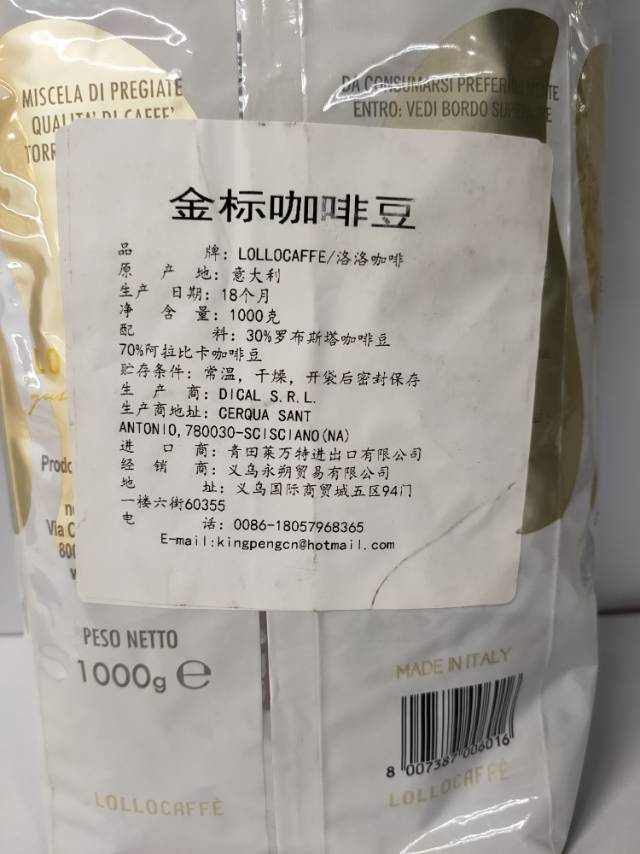 MISCELA DI PREGIATE
QUALITA' DI CAFFE'
DA CONSUMARSI PREFERIBILMENTE
ENTRO: VEDI BORDO SUPERIORE
金标咖啡豆
品 牌: LOLLOCAFFE/洛洛咖啡
原 产 地: 意大利
生产 日期: 18个月
净 含 量: 1000克
配 料: 30%罗布斯塔咖啡豆
70%阿拉比卡咖啡豆
贮存条件: 常温, 干燥, 开袋后密封保存
生 产 商: DICAL S.R.L.
生产商地址: CERQUA SANT
ANTONIO,780030-SCISCIANO(NA)
进 口 商: 青田莱万特进出口有限公司
经 销 商: 义乌永朔贸易有限公司
地 址: 义乌国际商贸城五区94门
一楼六街60355
电 话: 0086-18057968365
E-mail:kingpengcn@hotmail.com
PESO NETTO
1000g e
LOLLOCAFFÈ
MADE IN ITALY
8 007387 006016
LOLLOCAFFÈ